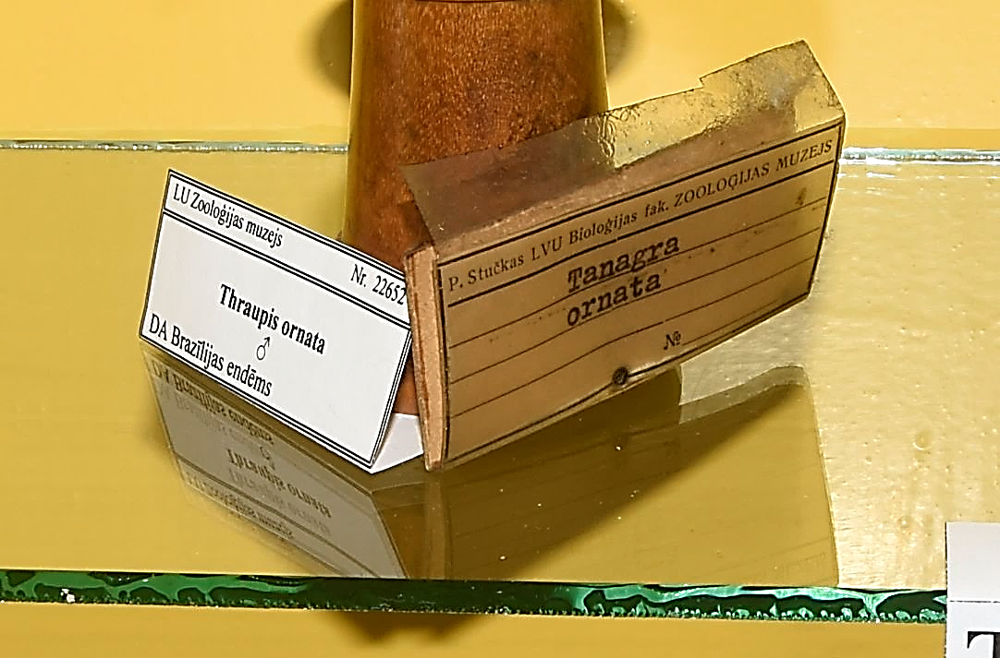 LU Zooloģijas muzejs
Nr. 22652
Thraupis ornata
♂
DA Brazīlijas endēms
P. Stučkas LVU Bioloģijas fak. ZOOLOĢIJAS MUZEJS
Tanagra
ornata
№
T